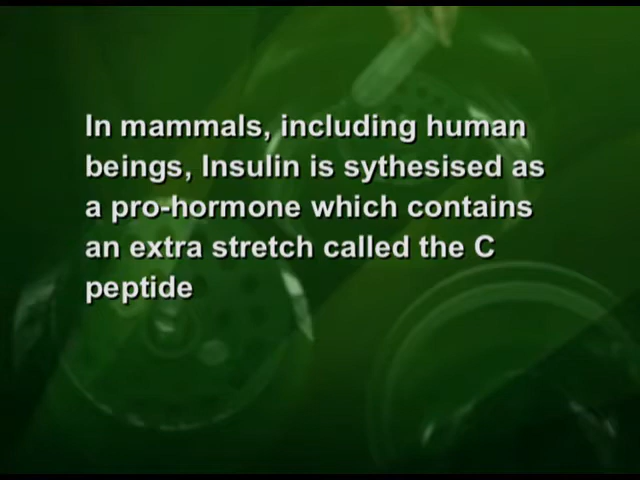 In mammals, including human
beings, Insulin is sythesised as
a pro-hormone which contains
an extra stretch called the C
peptide